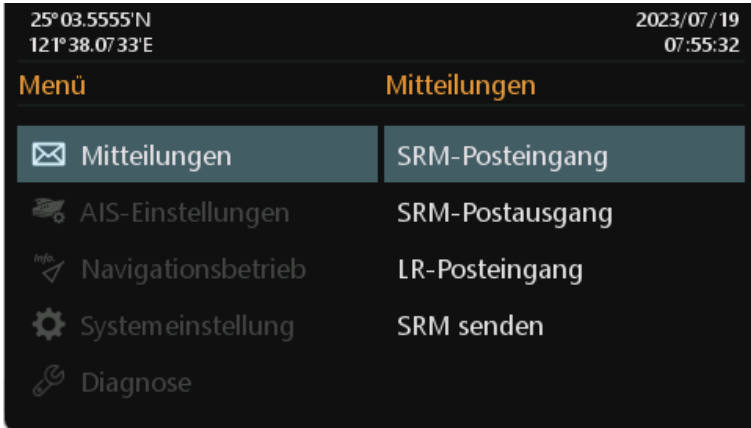 25°03.5555'N
2023/07/19
121°38.0733'E
07:55:32
Menü
Mitteilungen
Mitteilungen
SRM-Posteingang
AIS-Einstellungen
SRM-Postausgang
Info.
Navigationsbetrieb
LR-Posteingang
Systemeinstellung
SRM senden
Diagnose